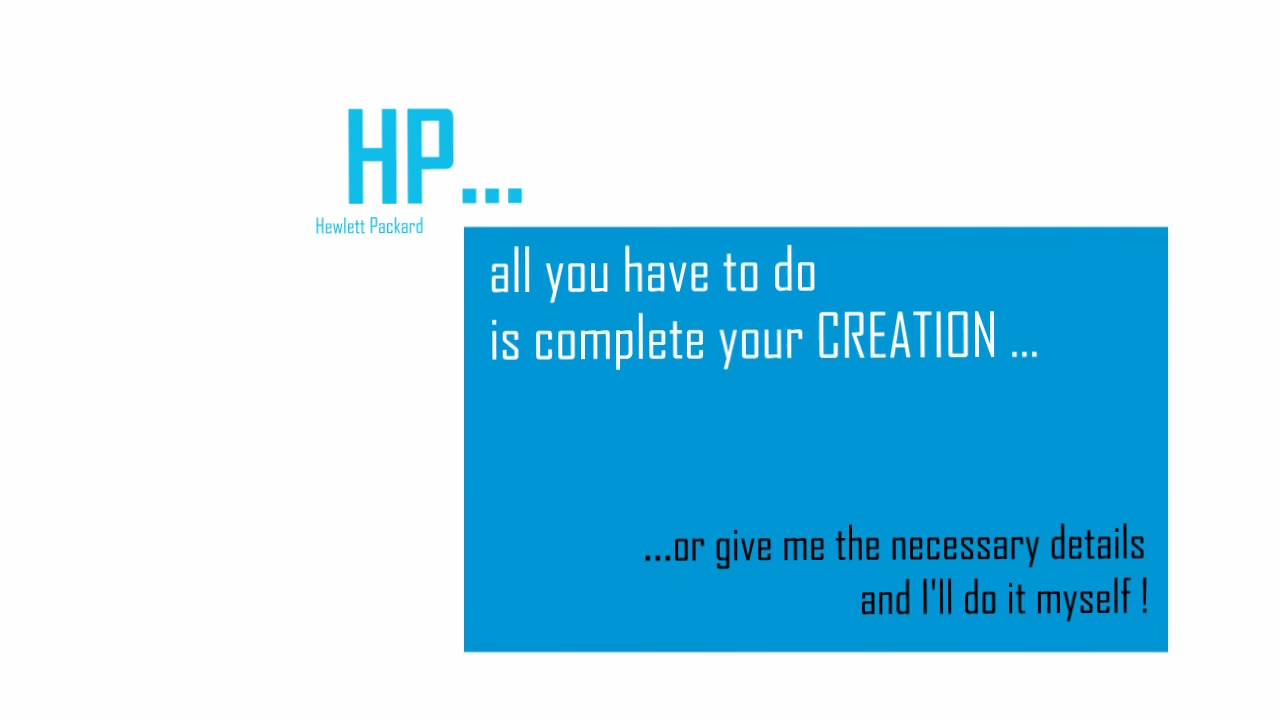 HP...
Hewlett Packard
all you have to do
is complete your CREATION ...
...or give me the necessary details
and I'll do it myself !